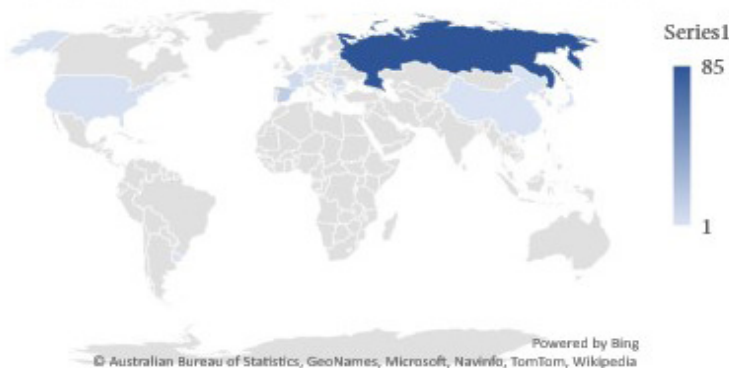 Series1
85
1
Powered by Bing
© Australian Bureau of Statistics, GeoNames, Microsoft, Navinfo, TomTom, Wikipedia